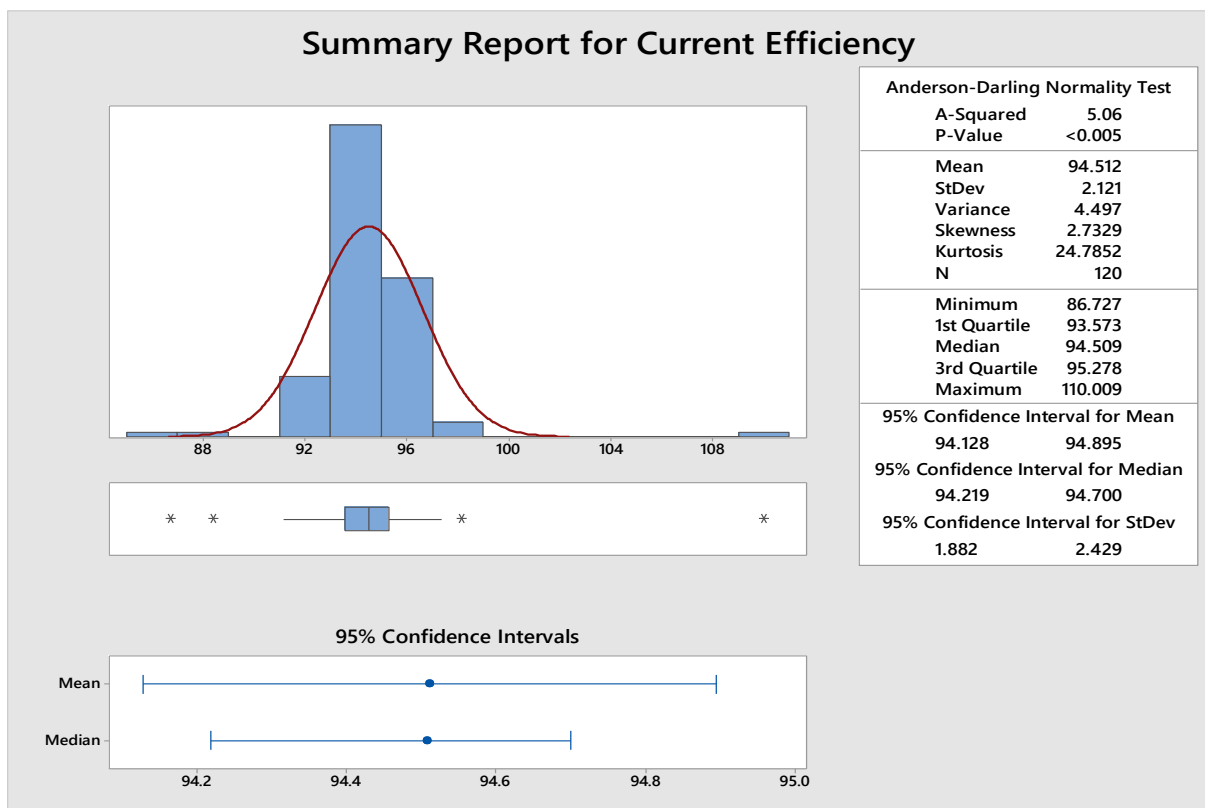 Summary Report for Current Efficiency
88 92 96 100 104 108
* * * *
95% Confidence Intervals
Mean
Median
94.2 94.4 94.6 94.8 95.0
Anderson-Darling Normality Test
A-Squared 5.06
P-Value <0.005
Mean 94.512
StDev 2.121
Variance 4.497
Skewness 2.7329
Kurtosis 24.7852
N 120
Minimum 86.727
1st Quartile 93.573
Median 94.509
3rd Quartile 95.278
Maximum 110.009
95% Confidence Interval for Mean
94.128 94.895
95% Confidence Interval for Median
94.219 94.700
95% Confidence Interval for StDev
1.882 2.429